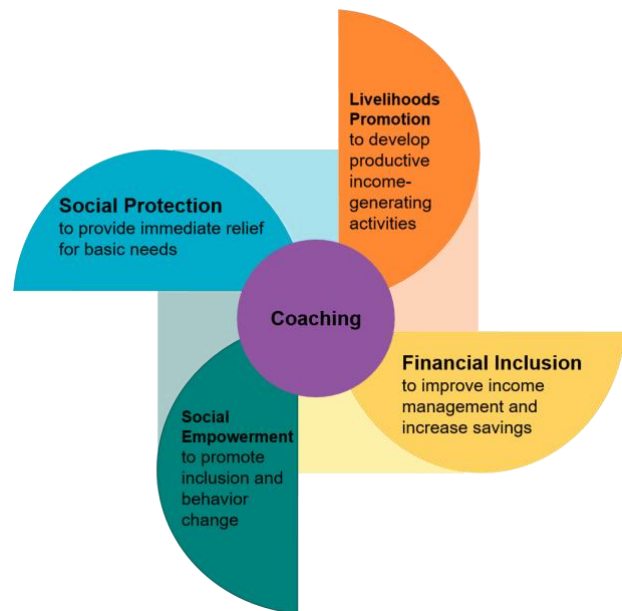 Livelihoods
Promotion
to develop
productive
income-
generating
activities
Social Protection
to provide immediate relief
for basic needs
Coaching
Financial Inclusion
to improve income
management and
increase savings
Social
Empowerment
to promote
inclusion and
behavior
change